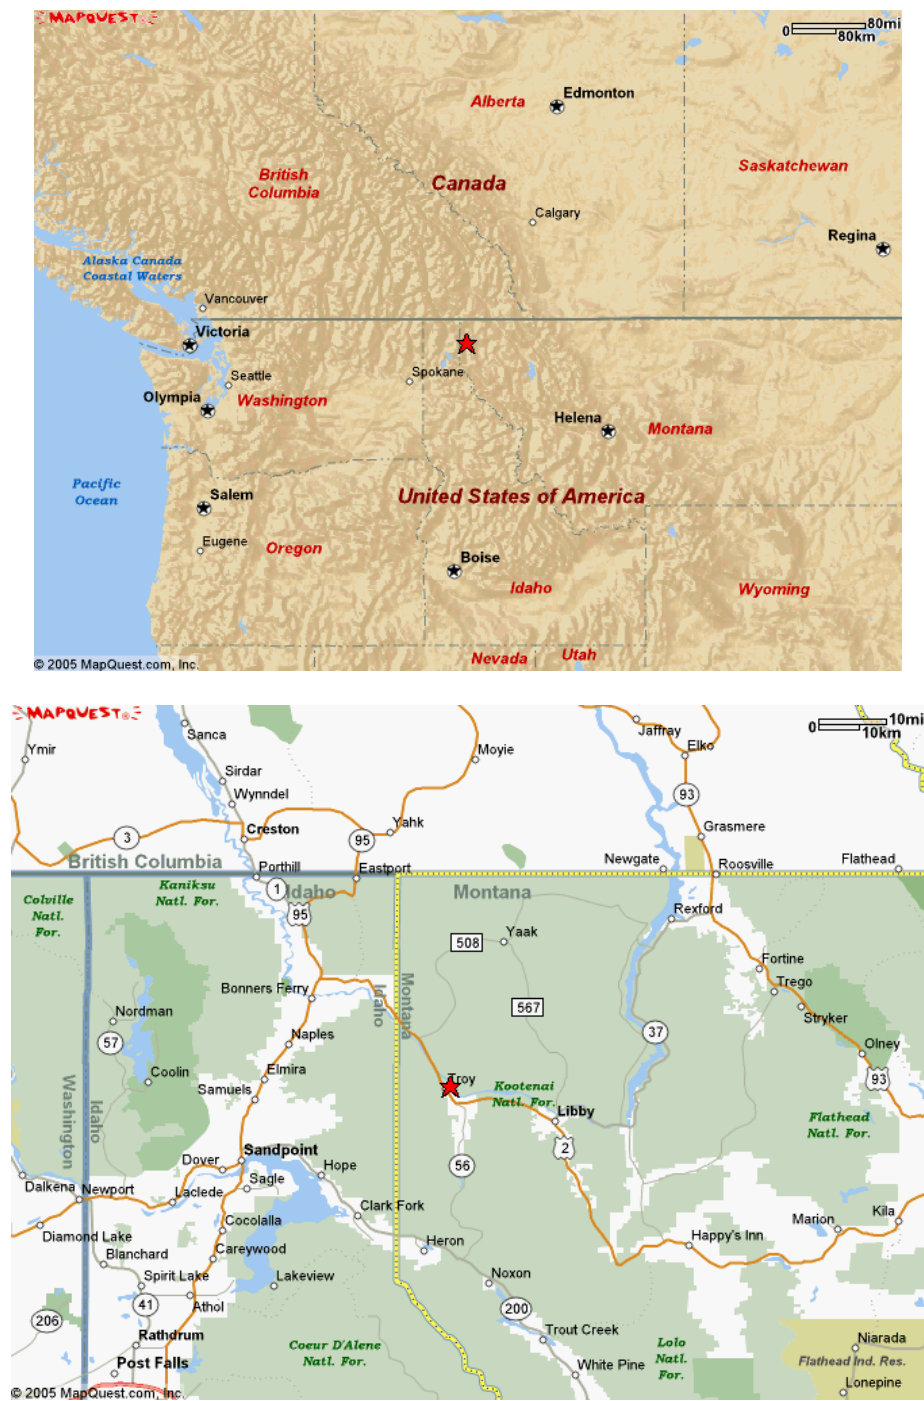 MAPQUEST
0 80mi
80km
Edmonton
Alberta
Saskatchewan
British
Columbia
Canada
Calgary
Regina
Alaska Canada
Coastal Waters
Vancouver
Victoria
Seattle
Spokane
Olympia
Washington
Helena
Montana
Pacific
Ocean
Salem
United States of America
Eugene
Oregon
Boise
Idaho
Wyoming
Nevada
Utah
© 2005 MapQuest.com, Inc.
MAPQUEST
0 10mi
10km
Ymir
Sanca
Jaffray
Elko
Moyie
Sirdar
Wynndel
93
Creston
Yahk
Grasmere
3
95
British Columbia
Porthill
Eastport
Newgate
Roosville
Flathead
1
Idaho
Montana
Kaniksu
Natl. For.
Colville
Natl.
For.
95
Rexford
Yaak
508
Fortine
Trego
Bonners Ferry
Idaho
Montana
567
Stryker
Nordman
57
Naples
37
Olney
Coolin
Elmira
Samuels
Troy
Kootenai
Natl. For.
93
Libby
Flathead
Natl. For.
Washington
Idaho
2
Sandpoint
Dover
Hope
56
Sagle
Dalkena
Newport
Laclede
Clark Fork
Kila
Marion
Diamond Lake
Cocolalla
Happy's Inn
Heron
Blanchard
Careywood
Spirit Lake
Lakeview
Noxon
41
Athol
200
206
Rathdrum
Trout Creek
Niarada
Coeur D'Alene
Natl. For.
Lolo
Natl.
For.
Flathead Ind. Res.
Post Falls
White Pine
Lonepine
© 2005 MapQuest.com, Inc.